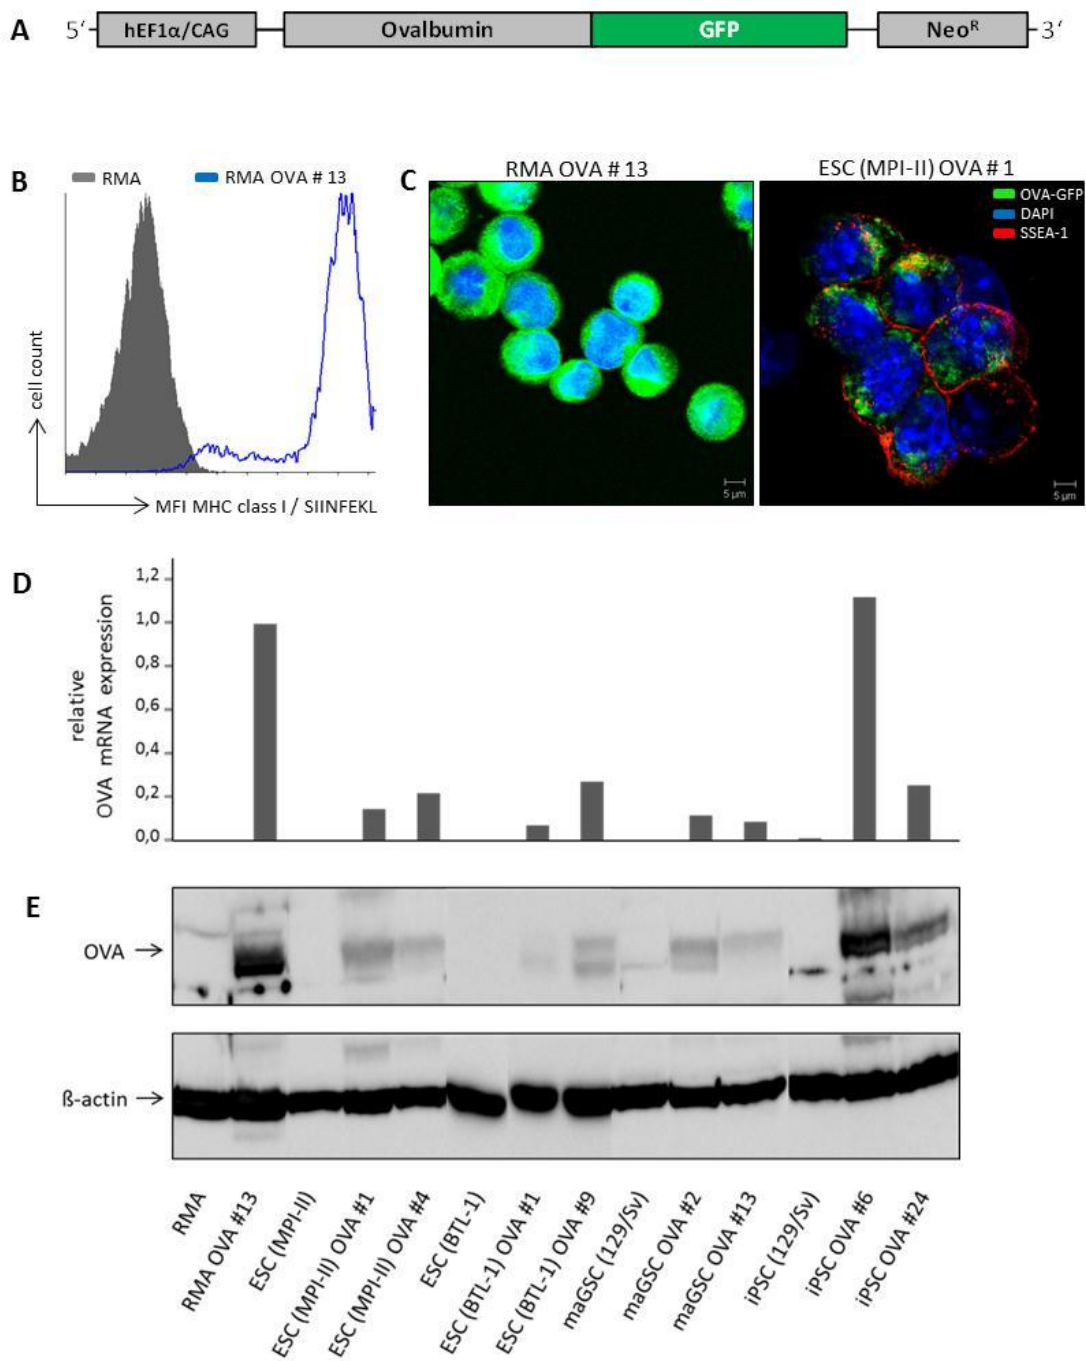 A
5‘
hEF1α/CAG
Ovalbumin
GFP
Neoᴿ
3‘
B
RMA
RMA OVA # 13
cell count
MFI MHC class I / SIINFEKL
C
RMA OVA # 13
5 µm
ESC (MPI-II) OVA # 1
OVA-GFP
DAPI
SSEA-1
5 µm
D
relative
OVA mRNA expression
1,2
1,0
0,8
0,6
0,4
0,2
0,0
E
OVA
ß-actin
RMA
RMA OVA #13
ESC (MPI-II)
ESC (MPI-II) OVA #1
ESC (MPI-II) OVA #4
ESC (BTL-1)
ESC (BTL-1) OVA #1
ESC (BTL-1) OVA #9
maGSC (129/Sv)
maGSC OVA #2
maGSC OVA #13
iPSC (129/Sv)
iPSC OVA #6
iPSC OVA #24